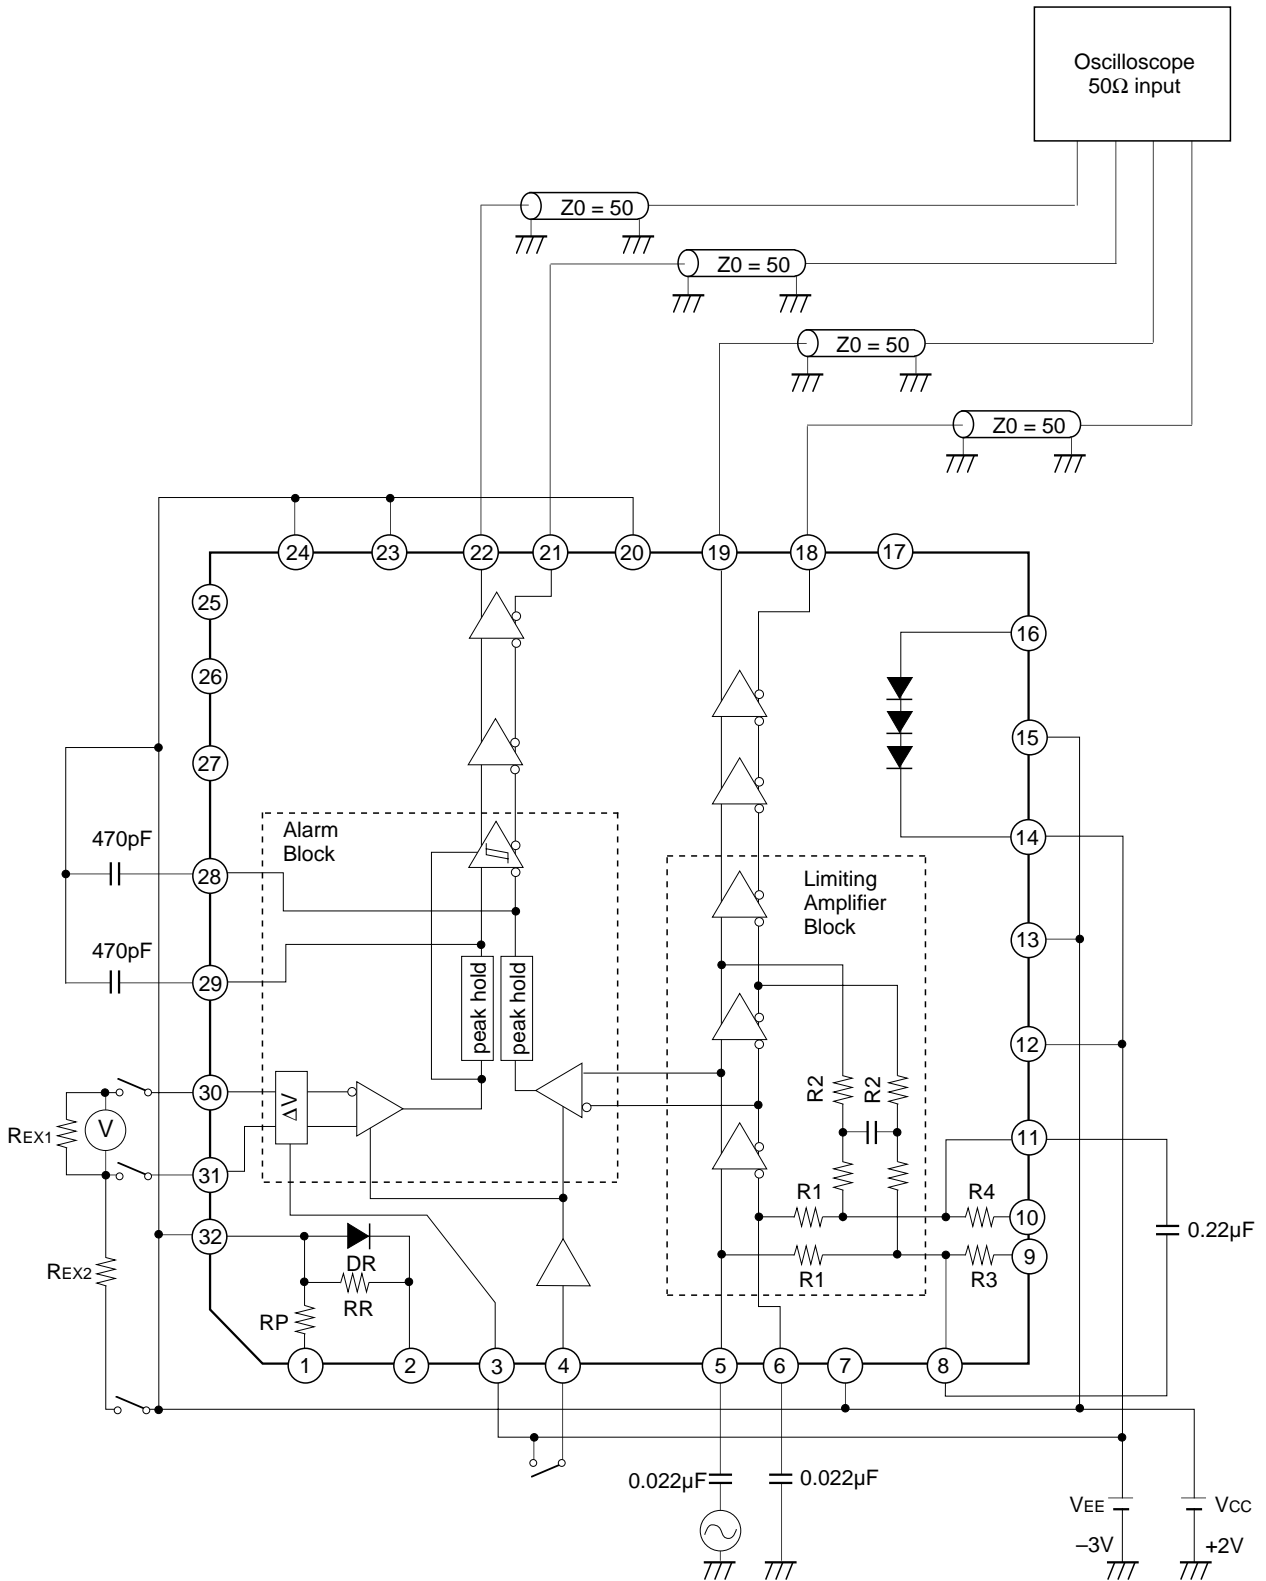 Oscilloscope
50Ω input
Z0 = 50
Z0 = 50
Z0 = 50
Z0 = 50
24
23
22
21
20
19
18
17
25
16
26
15
27
14
Alarm
Block
470pF
28
Limiting
Amplifier
Block
13
470pF
29
peak hold
peak hold
12
30
ΔV
R2
R2
REX1
V
11
31
R1
R4
10
0.22µF
32
DR
R1
R3
9
REX2
RR
RP
1
2
3
4
5
6
7
8
0.022µF
0.022µF
VEE
VCC
–3V
+2V